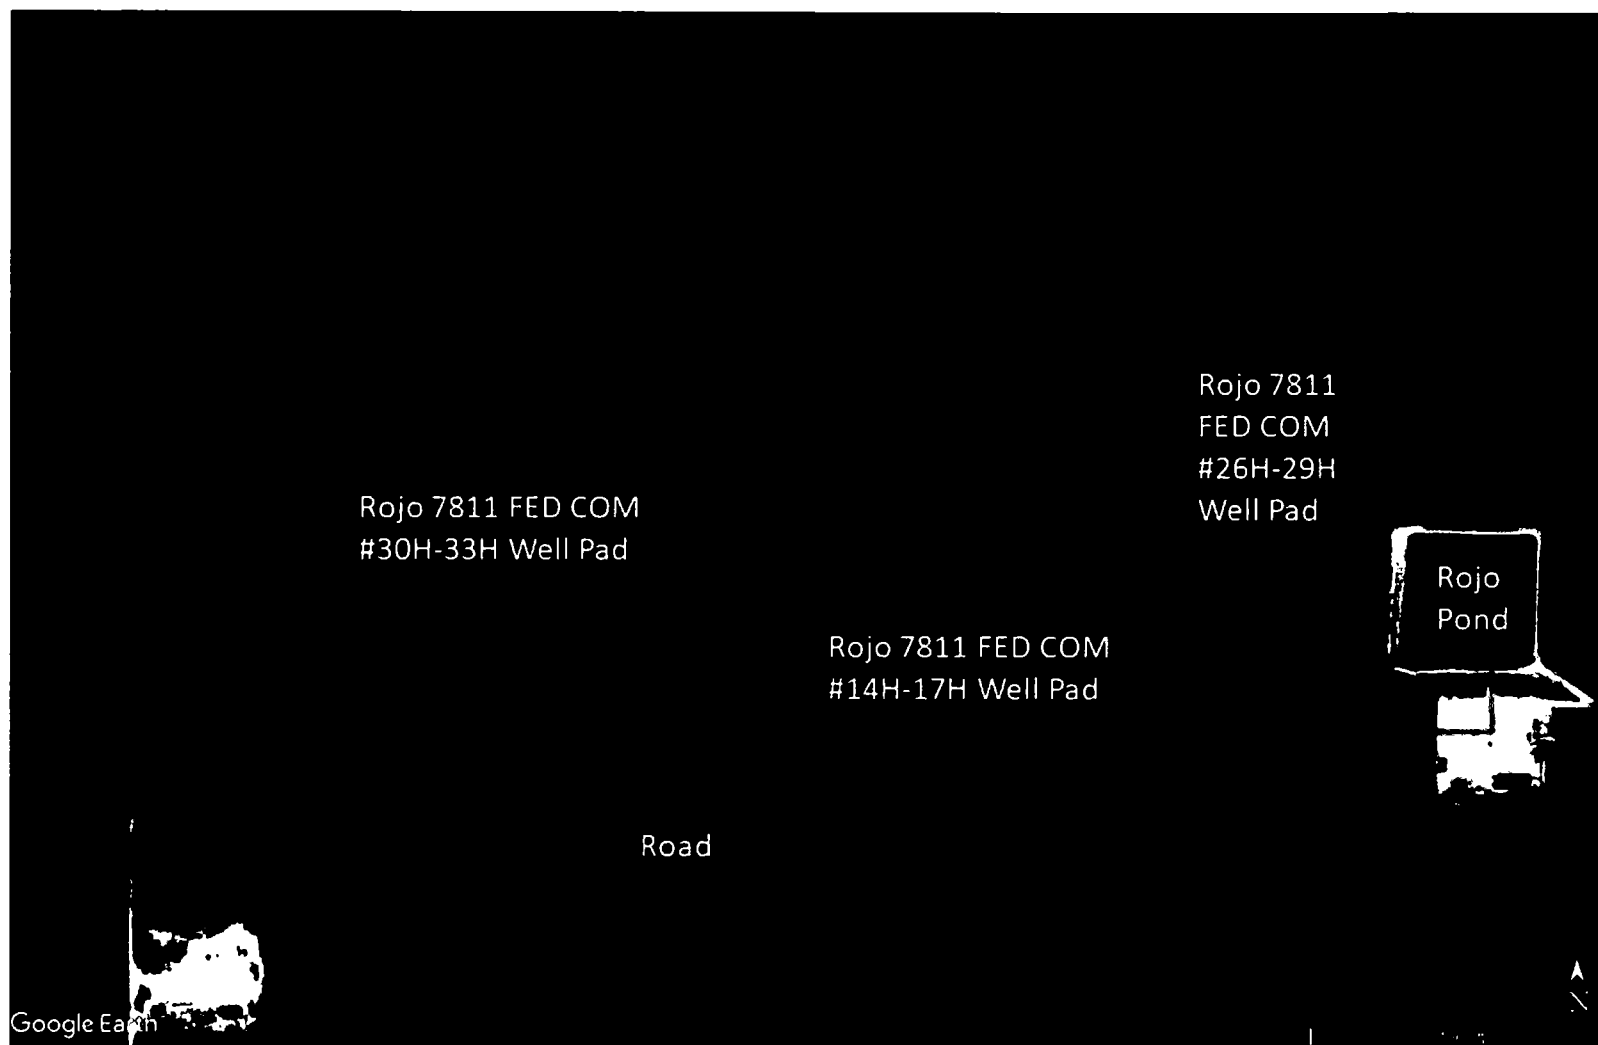 Rojo 7811
FED COM
#26H-29H
Well Pad
Rojo 7811 FED COM
#30H-33H Well Pad
Rojo
Pond
Rojo 7811 FED COM
#14H-17H Well Pad
Road
Google Earth
N